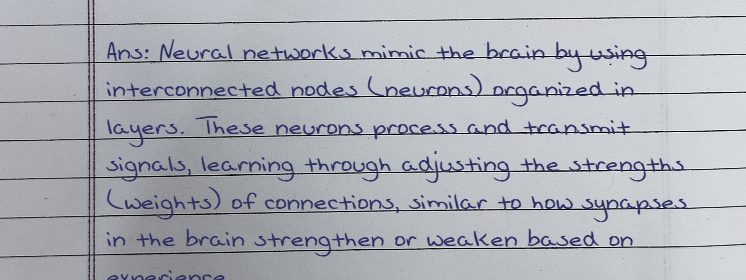 Ans: Neural networks mimic the brain by using
interconnected nodes (neurons) organized in
layers. These neurons process and transmit
signals, learning through adjusting the strengths
(weights) of connections, similar to how synapses
in the brain strengthen or weaken based on
experience